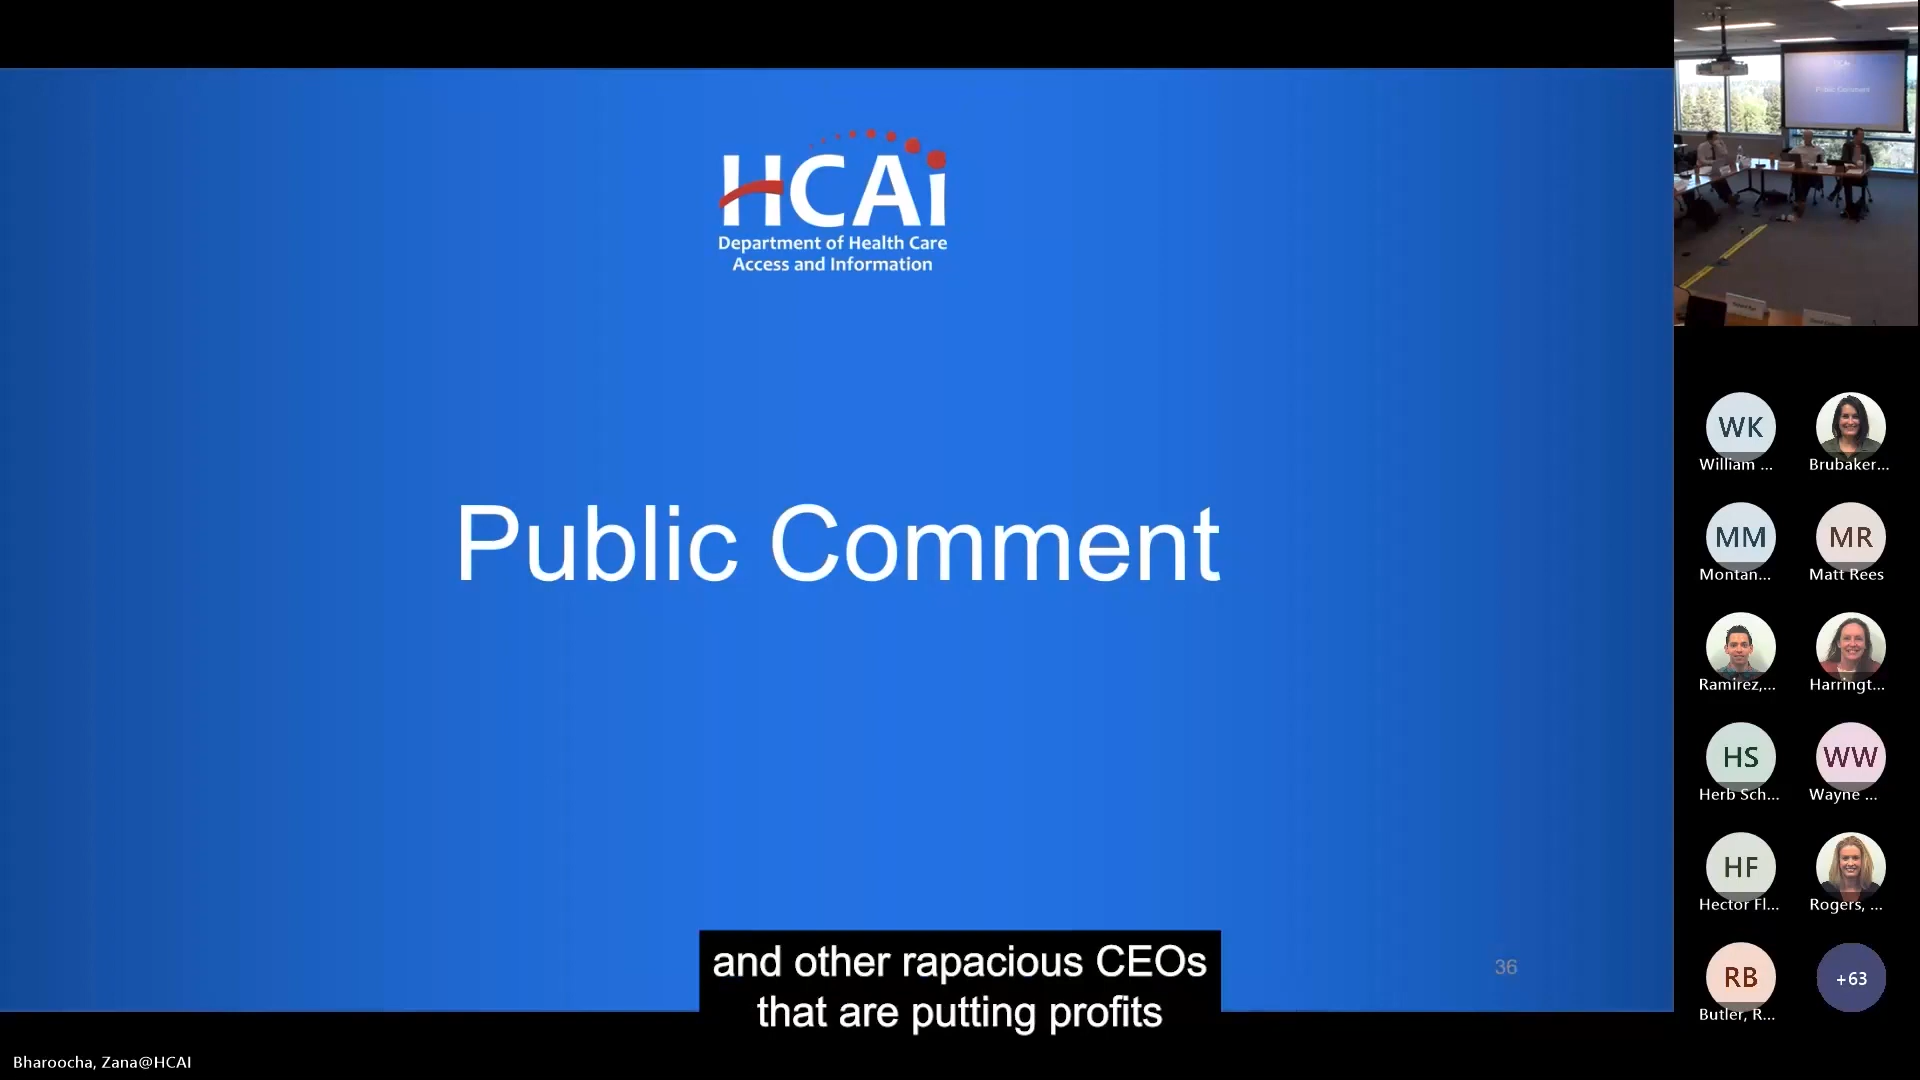 HCAi
Department of Health Care
Access and Information
Public Comment
36
and other rapacious CEOs
that are putting profits
Bharoocha, Zana@HCAI
Public Comment
WK
William ...
Brubaker...
MM
Montan...
MR
Matt Rees
Ramirez,...
Harringt...
HS
Herb Sch...
WW
Wayne ...
HF
Hector Fl...
Rogers, ...
RB
Butler, R...
+63